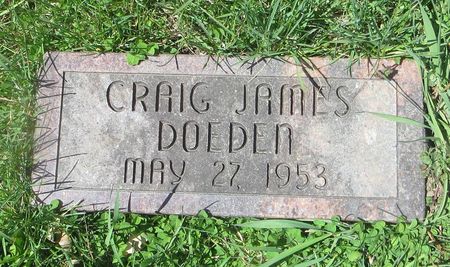 CRAIG JAMES
DOEDEN
MAY 27, 1953